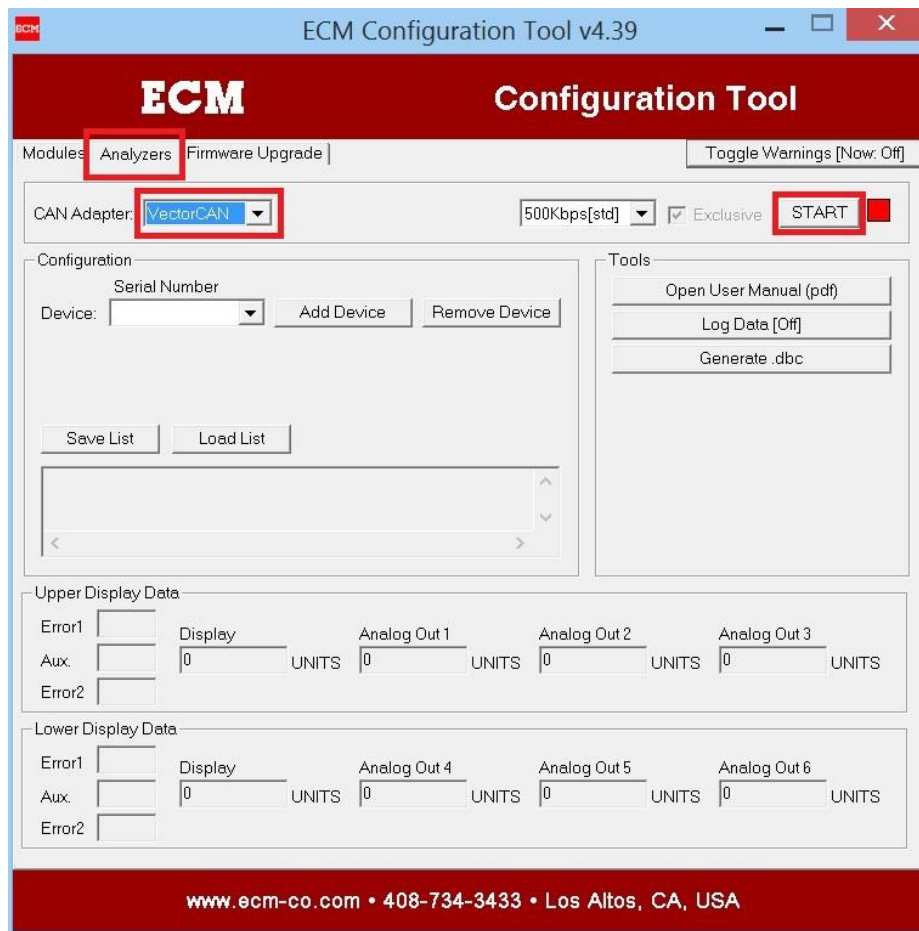 ECM
ECM Configuration Tool v4.39
ECM Configuration Tool
Modules Analyzers Firmware Upgrade Toggle Warnings [Now: Off]
CAN Adapter: VectorCAN 500Kbps[std] Exclusive START
Configuration
Serial Number
Device: Add Device Remove Device
Save List Load List
Tools
Open User Manual (pdf)
Log Data [Off]
Generate .dbc
Upper Display Data
Error1 Display Analog Out 1 Analog Out 2 Analog Out 3
Aux. 0 UNITS 0 UNITS 0 UNITS 0 UNITS
Error2
Lower Display Data
Error1 Display Analog Out 4 Analog Out 5 Analog Out 6
Aux. 0 UNITS 0 UNITS 0 UNITS 0 UNITS
Error2
www.ecm-co.com • 408-734-3433 • Los Altos, CA, USA